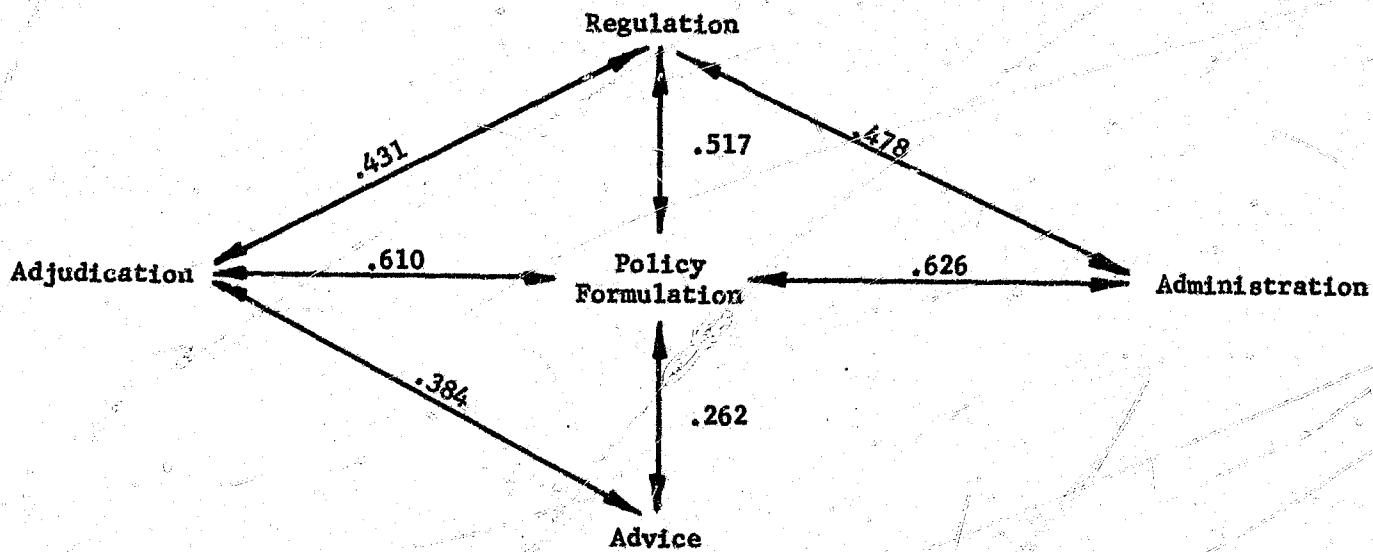 Regulation
.431
.517
.478
Adjudication
.610
Policy
Formulation
.626
Administration
.384
.262
Advice